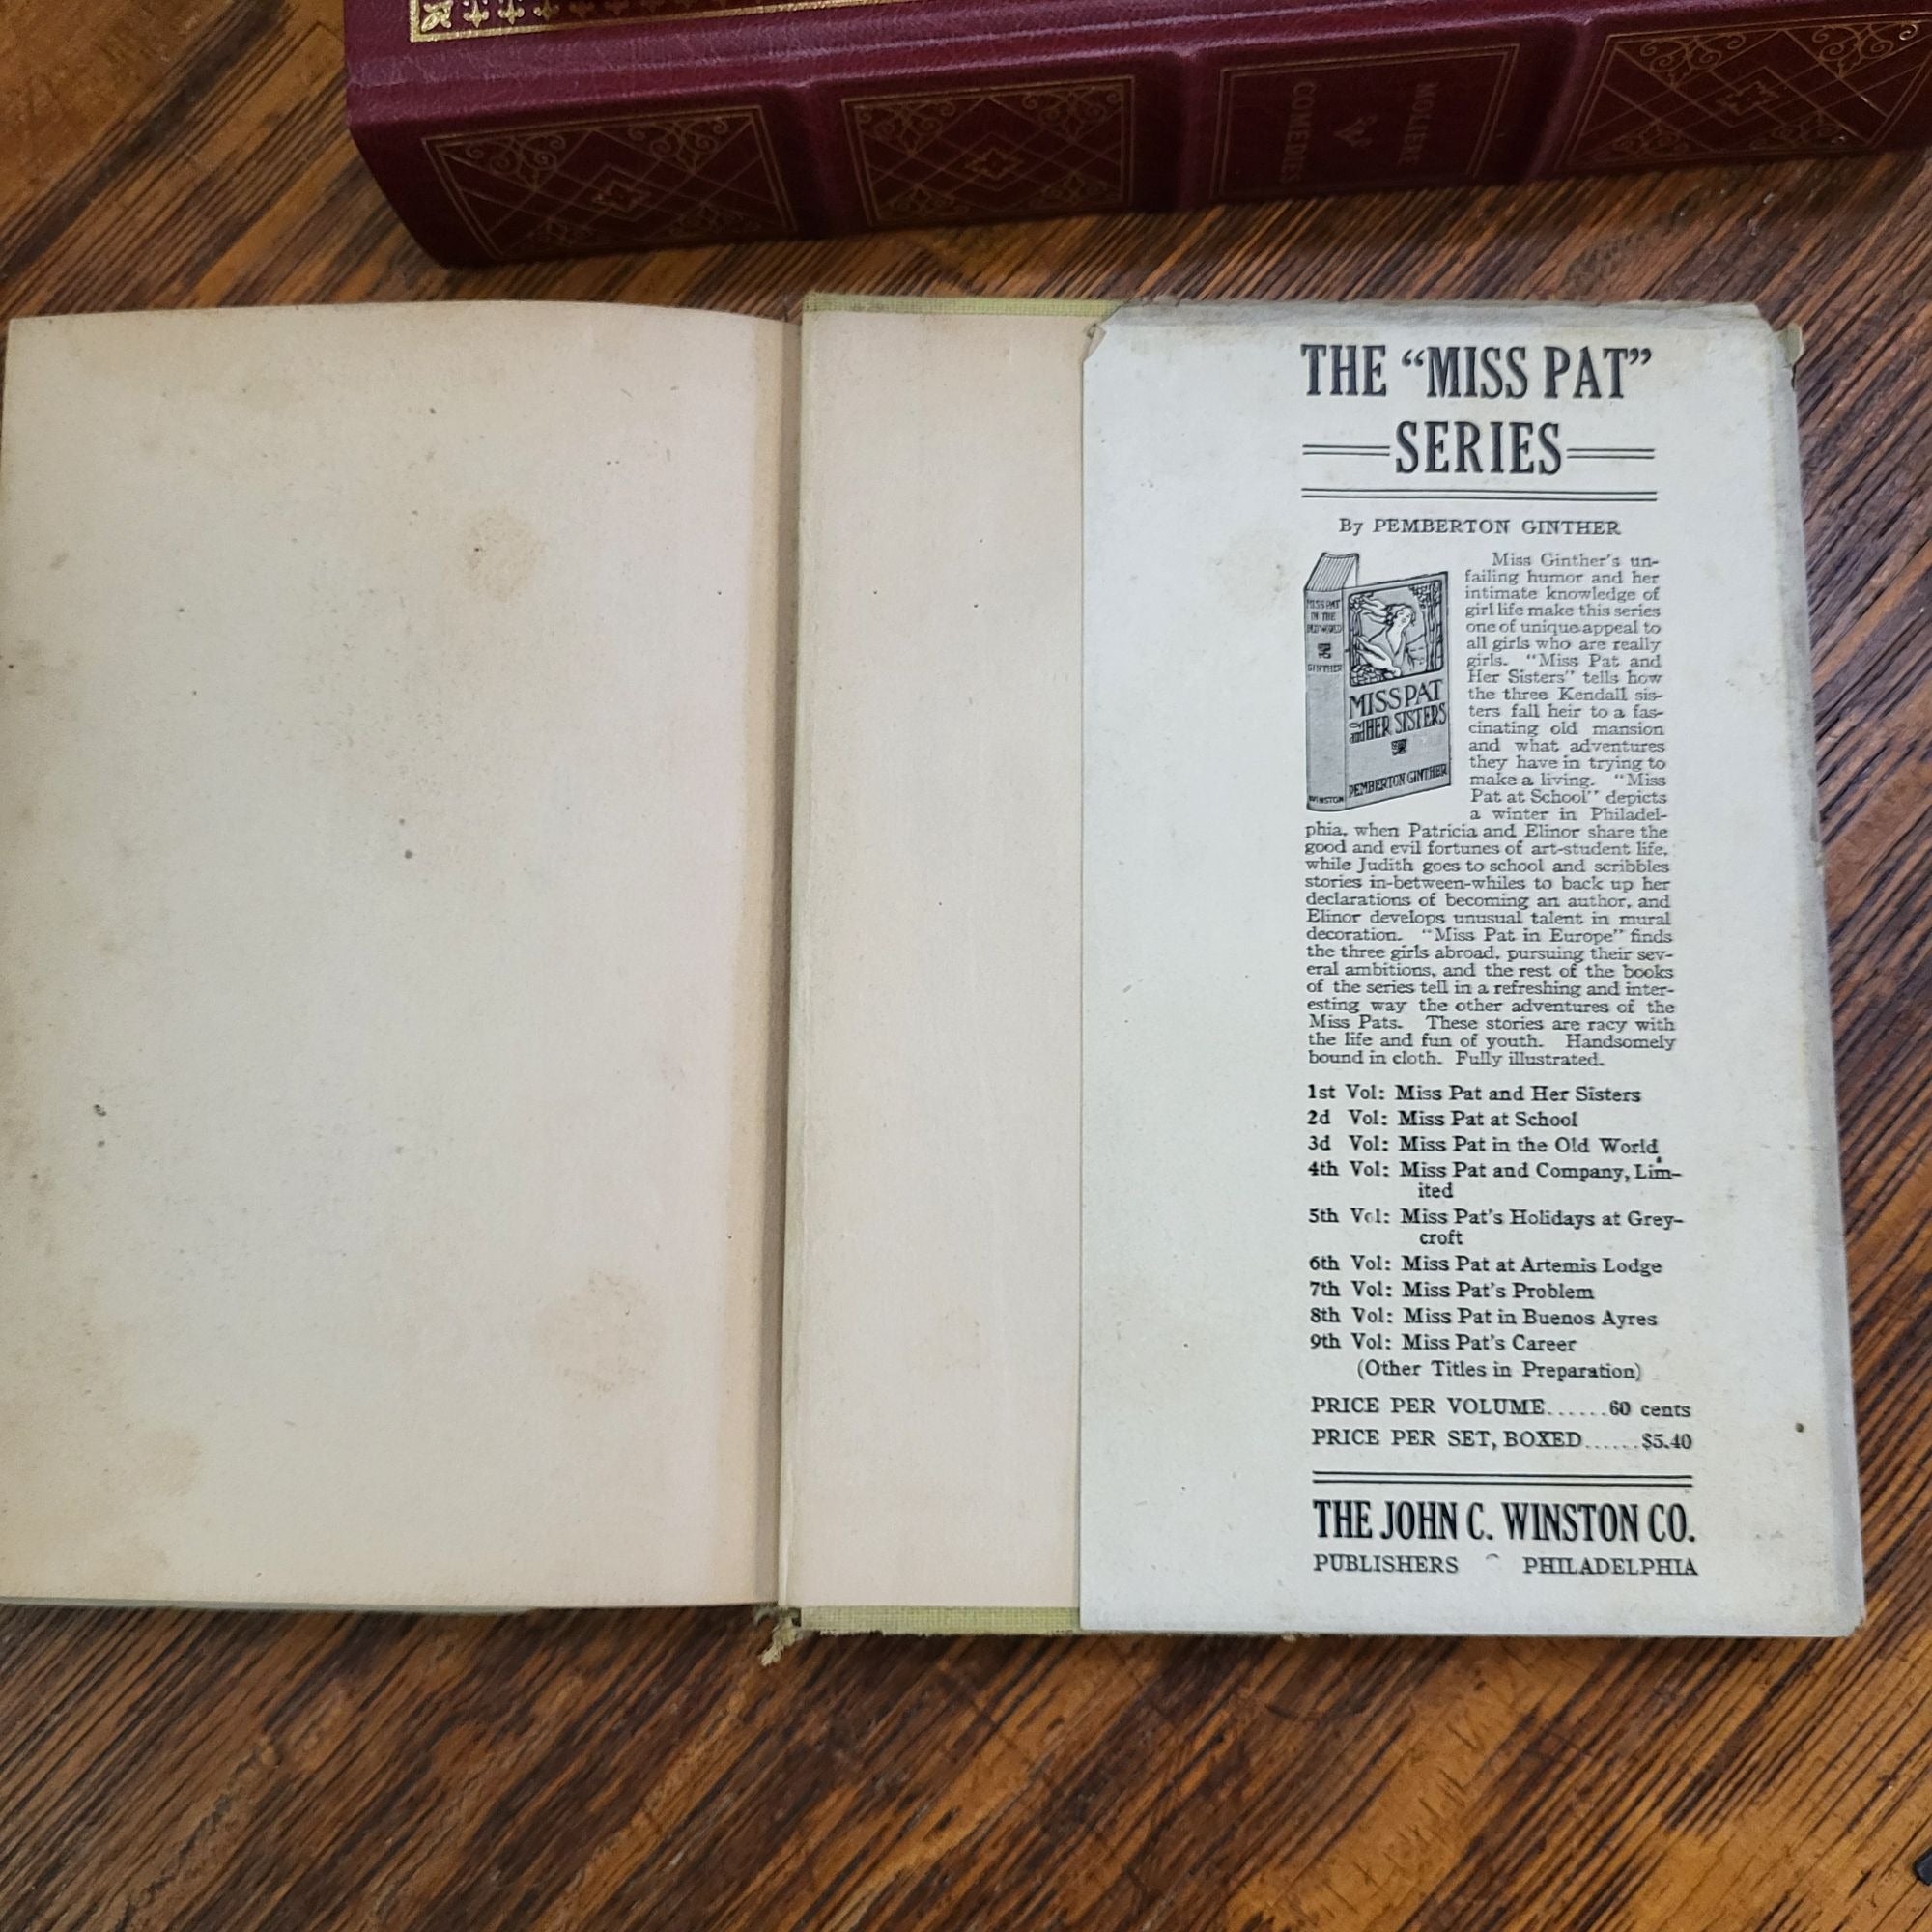 MOLIERE
COMEDIES
THE “MISS PAT”
SERIES
By PEMBERTON GINTHER
MISS PAT
IN THE
OLD WORLD
GINTHER
WINSTON
MISS PAT
and HER SISTERS
PEMBERTON GINTHER
Miss Ginther's un-
failing humor and her
intimate knowledge of
girl life make this series
one of unique appeal to
all girls who are really
girls. “Miss Pat and
Her Sisters” tells how
the three Kendall sis-
ters fall heir to a fas-
cinating old mansion
and what adventures
they have in trying to
make a living. “Miss
Pat at School” depicts
a winter in Philadel-
phia, when Patricia and Elinor share the
good and evil fortunes of art-student life,
while Judith goes to school and scribbles
stories in-between-whiles to back up her
declarations of becoming an author, and
Elinor develops unusual talent in mural
decoration. “Miss Pat in Europe” finds
the three girls abroad, pursuing their sev-
eral ambitions, and the rest of the books
of the series tell in a refreshing and inter-
esting way the other adventures of the
Miss Pats. These stories are racy with
the life and fun of youth. Handsomely
bound in cloth. Fully illustrated.
1st Vol: Miss Pat and Her Sisters
2d Vol: Miss Pat at School
3d Vol: Miss Pat in the Old World
4th Vol: Miss Pat and Company, Lim-
ited
5th Vol: Miss Pat's Holidays at Grey-
croft
6th Vol: Miss Pat at Artemis Lodge
7th Vol: Miss Pat's Problem
8th Vol: Miss Pat in Buenos Ayres
9th Vol: Miss Pat's Career
(Other Titles in Preparation)
PRICE PER VOLUME......60 cents
PRICE PER SET, BOXED......$5.40
THE JOHN C. WINSTON CO.
PUBLISHERS PHILADELPHIA